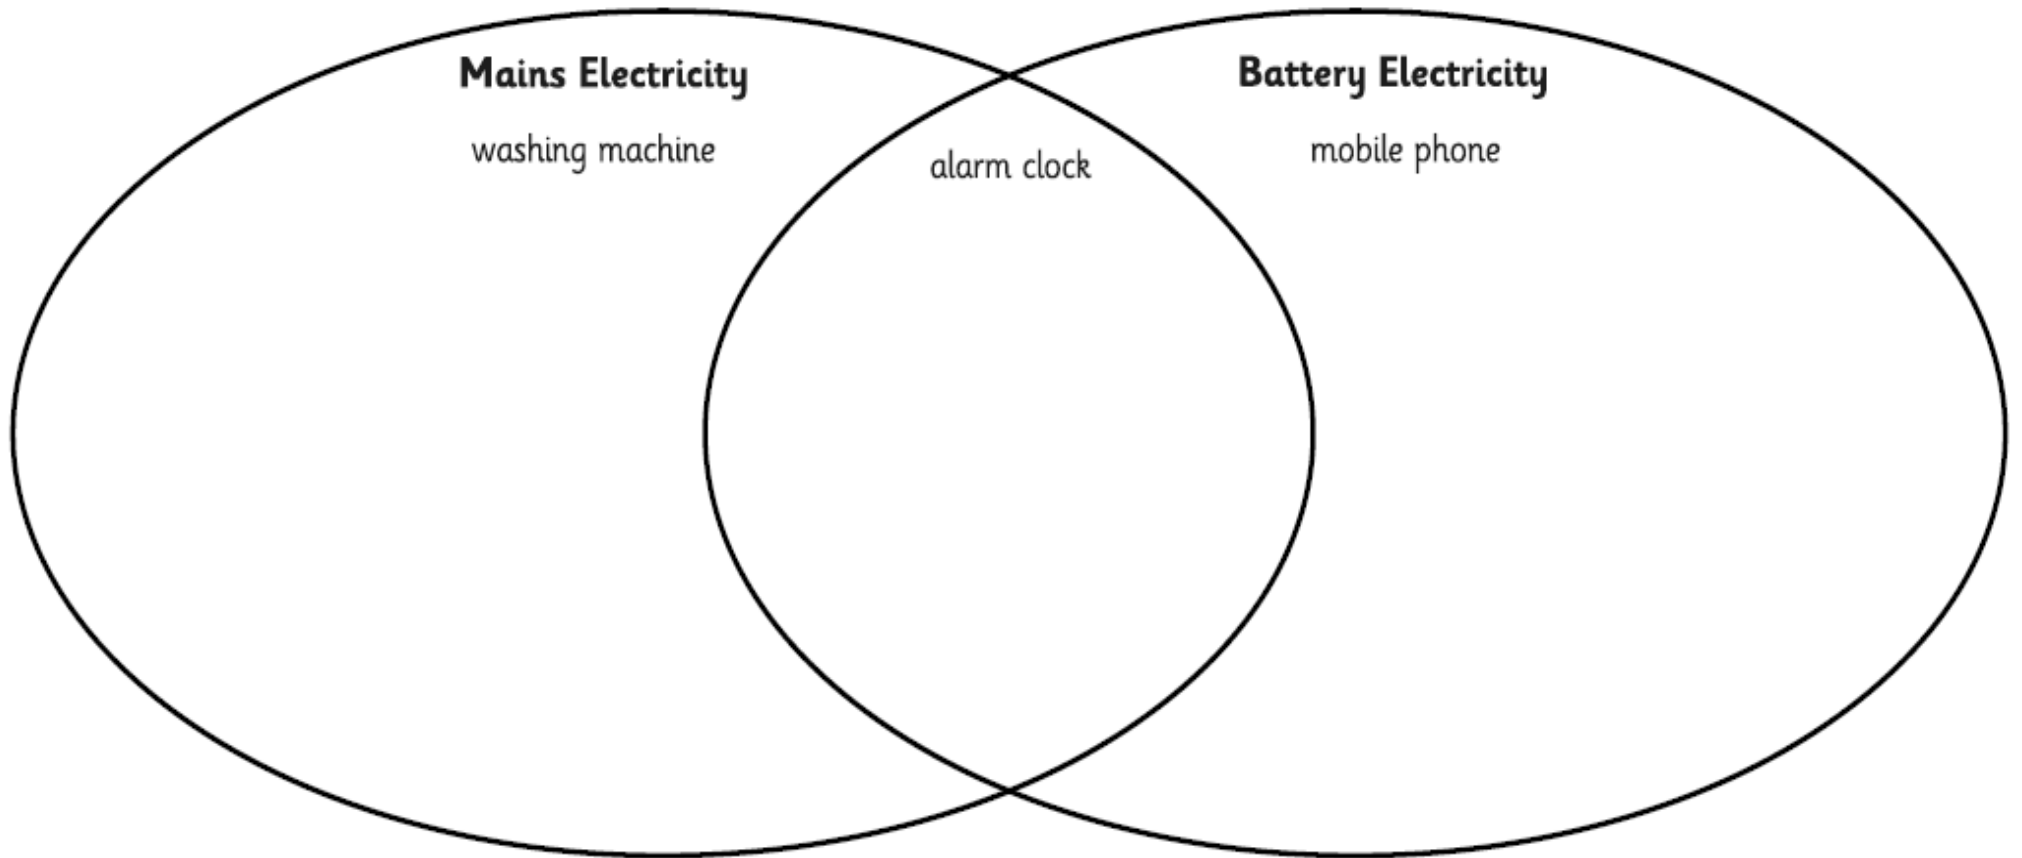 Mains Electricity
washing machine
alarm clock
Battery Electricity
mobile phone